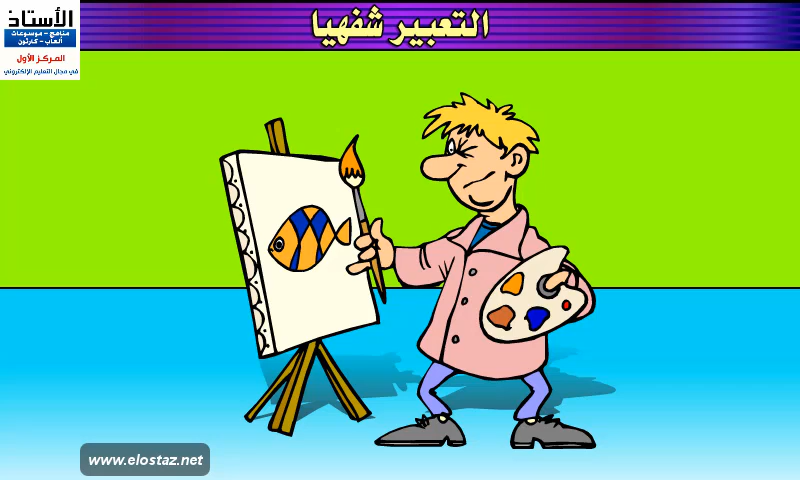 التعبير شفهيا
الأستاذ
مناهج - موسوعات
ألعاب - كارتون
المركز الأول
في مجال التعليم الإلكتروني
www.elostaz.net